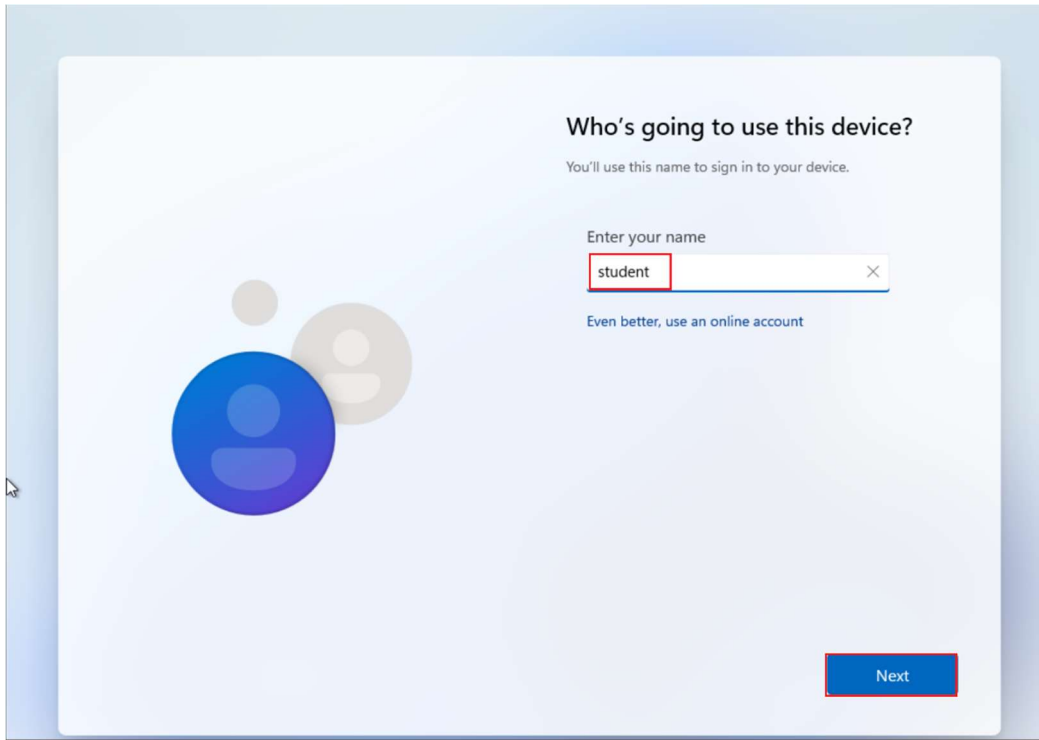 Who's going to use this device?
You'll use this name to sign in to your device.
Enter your name
student
Even better, use an online account
Next